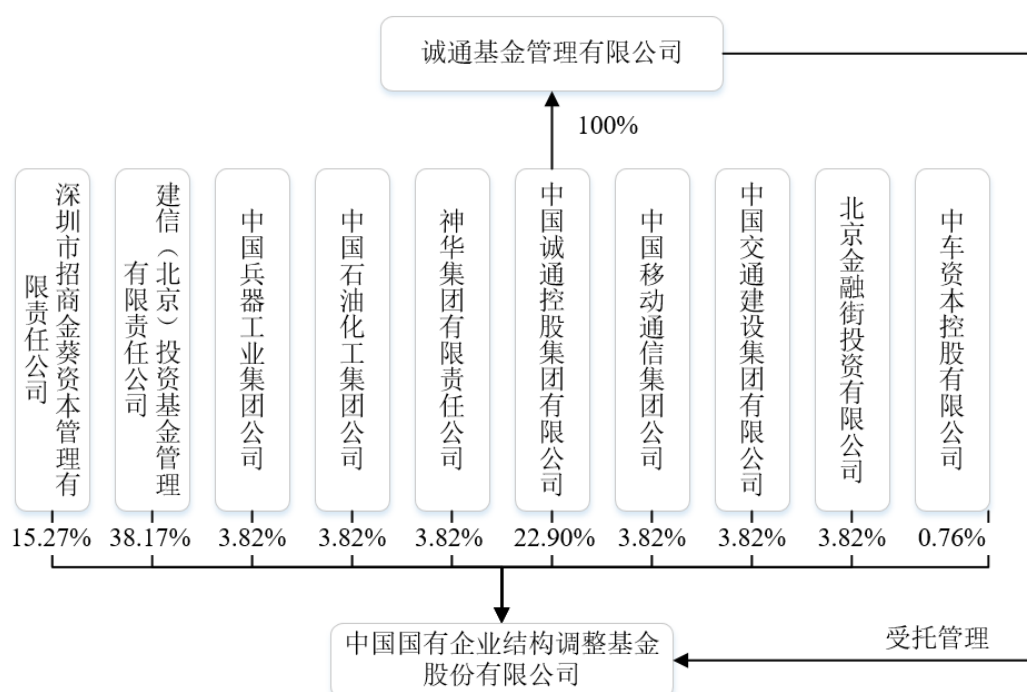 诚通基金管理有限公司
100%
深圳市招商金葵资本管理有
限责任公司
建信（北京）投资基金管理
有限责任公司
中国兵器工业集团公司
中国石油化工集团公司
神华集团有限责任公司
中国诚通控股集团有限公司
中国移动通信集团公司
中国交通建设集团有限公司
北京金融街投资有限公司
中车资本控股有限公司
15.27%
38.17%
3.82%
3.82%
3.82%
22.90%
3.82%
3.82%
3.82%
0.76%
中国国有企业结构调整基金
股份有限公司
受托管理